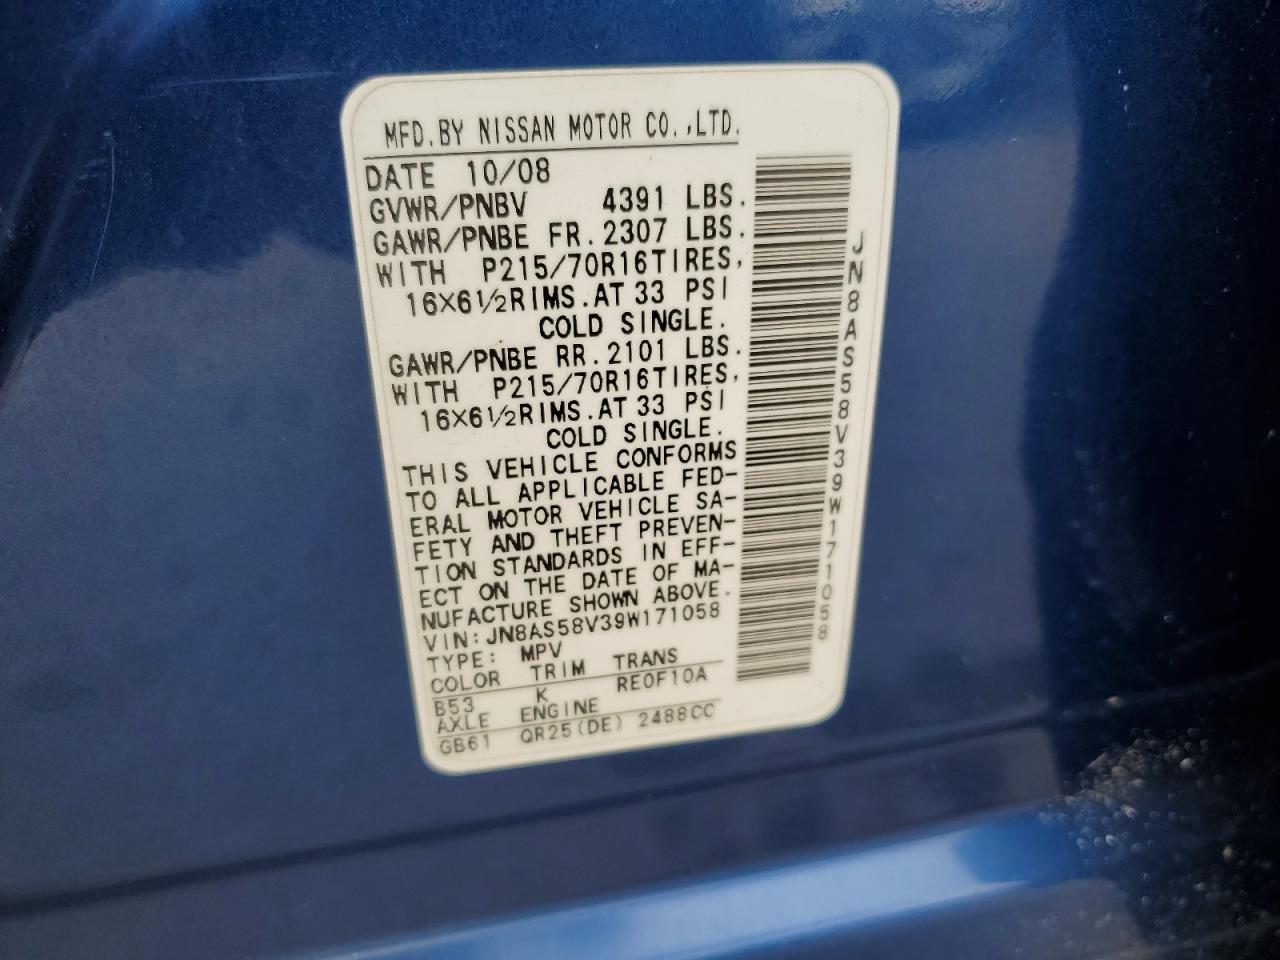 MFD.BY NISSAN MOTOR CO.,LTD.
DATE 10/08
GVWR/PNBV 4391 LBS.
GAWR/PNBE FR.2307 LBS.
WITH P215/70R16TIRES,
16X6½RIMS.AT 33 PSI
COLD SINGLE.
GAWR/PNBE RR.2101 LBS.
WITH P215/70R16TIRES,
16X6½RIMS.AT 33 PSI
COLD SINGLE.
THIS VEHICLE CONFORMS
TO ALL APPLICABLE FED-
ERAL MOTOR VEHICLE SA-
FETY AND THEFT PREVEN-
TION STANDARDS IN EFF-
ECT ON THE DATE OF MA-
NUFACTURE SHOWN ABOVE.
VIN:JN8AS58V39W171058
TYPE: MPV
COLOR TRIM TRANS
B53 K RE0F10A
AXLE ENGINE
GB61 QR25(DE) 2488CC
JN8AS58V39W171058